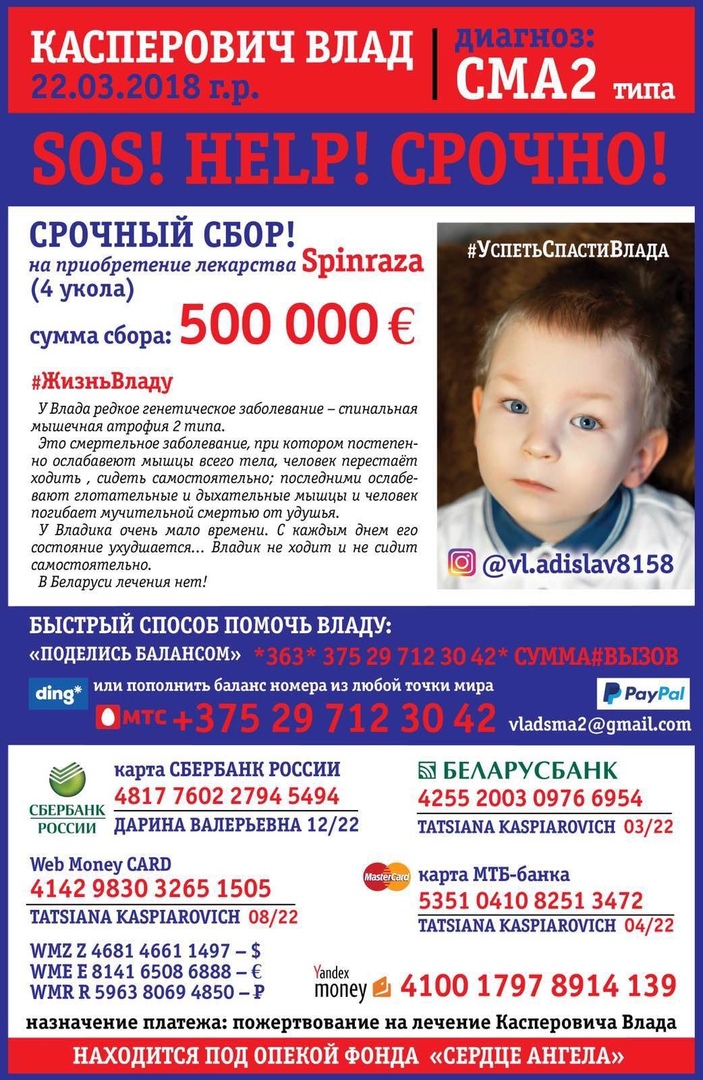 КАСПЕРОВИЧ ВЛАД
22.03.2018 г.р.
диагноз:
СМА2 типа
SOS! HELP! СРОЧНО!
СРОЧНЫЙ СБОР!
на приобретение лекарства Spinraza
(4 укола)
сумма сбора: 500 000 €
#ЖизньВладу
У Влада редкое генетическое заболевание – спинальная
мышечная атрофия 2 типа.
Это смертельное заболевание, при котором постепен-
но ослабевают мышцы всего тела, человек перестаёт
ходить , сидеть самостоятельно; последними ослабе-
вают глотательные и дыхательные мышцы и человек
погибает мучительной смертью от удушья.
У Владика очень мало времени. С каждым днем его
состояние ухудшается... Владик не ходит и не сидит
самостоятельно.
В Беларуси лечения нет!
#УспетьСпастиВлада
@vl.adislav8158
БЫСТРЫЙ СПОСОБ ПОМОЧЬ ВЛАДУ:
«ПОДЕЛИСЬ БАЛАНСОМ» *363* 375 29 712 30 42* СУММА#ВЫЗОВ
ding* или пополнить баланс номера из любой точки мира
МТС +375 29 712 30 42
PayPal
vladsma2@gmail.com
СБЕРБАНК
РОССИИ
карта СБЕРБАНК РОССИИ
4817 7602 2794 5494
ДАРИНА ВАЛЕРЬЕВНА 12/22
БЕЛАРУСБАНК
4255 2003 0976 6954
TATSIANA KASPIAROVICH 03/22
Web Money CARD
4142 9830 3265 1505
TATSIANA KASPIAROVICH 08/22
MasterCard
карта МТБ-банка
5351 0410 8251 3472
TATSIANA KASPIAROVICH 04/22
WMZ Z 4681 4661 1497 – $
WME E 8141 6508 6888 – €
WMR R 5963 8069 4850 – ₽
Yandex
money
4100 1797 8914 139
назначение платежа: пожертвование на лечение Касперовича Влада
НАХОДИТСЯ ПОД ОПЕКОЙ ФОНДА «СЕРДЦЕ АНГЕЛА»